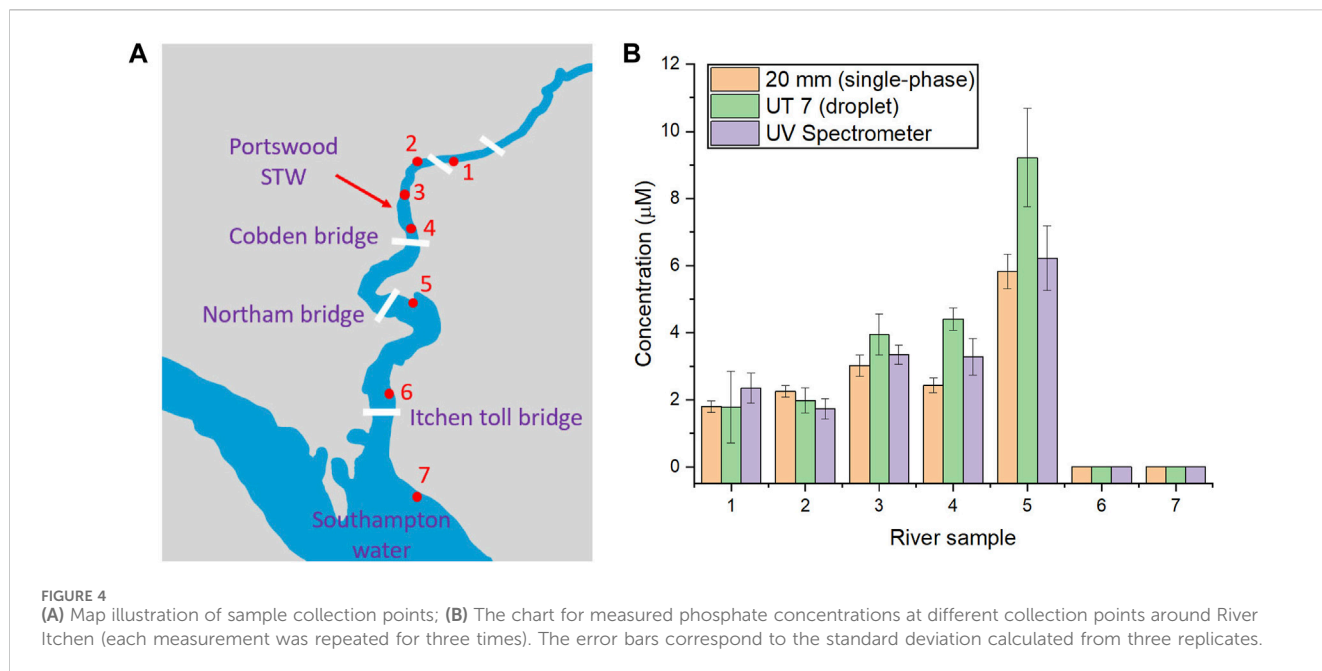 A
Portswood
STW
2
1
3
4
Cobden bridge
5
Northam bridge
6
Itchen toll bridge
7
Southampton
water
B
20 mm (single-phase)
UT 7 (droplet)
UV Spectrometer
Concentration (μM)
12
10
8
6
4
2
0
1 2 3 4 5 6 7
River sample
FIGURE 4
(A) Map illustration of sample collection points; (B) The chart for measured phosphate concentrations at different collection points around River
Itchen (each measurement was repeated for three times). The error bars correspond to the standard deviation calculated from three replicates.